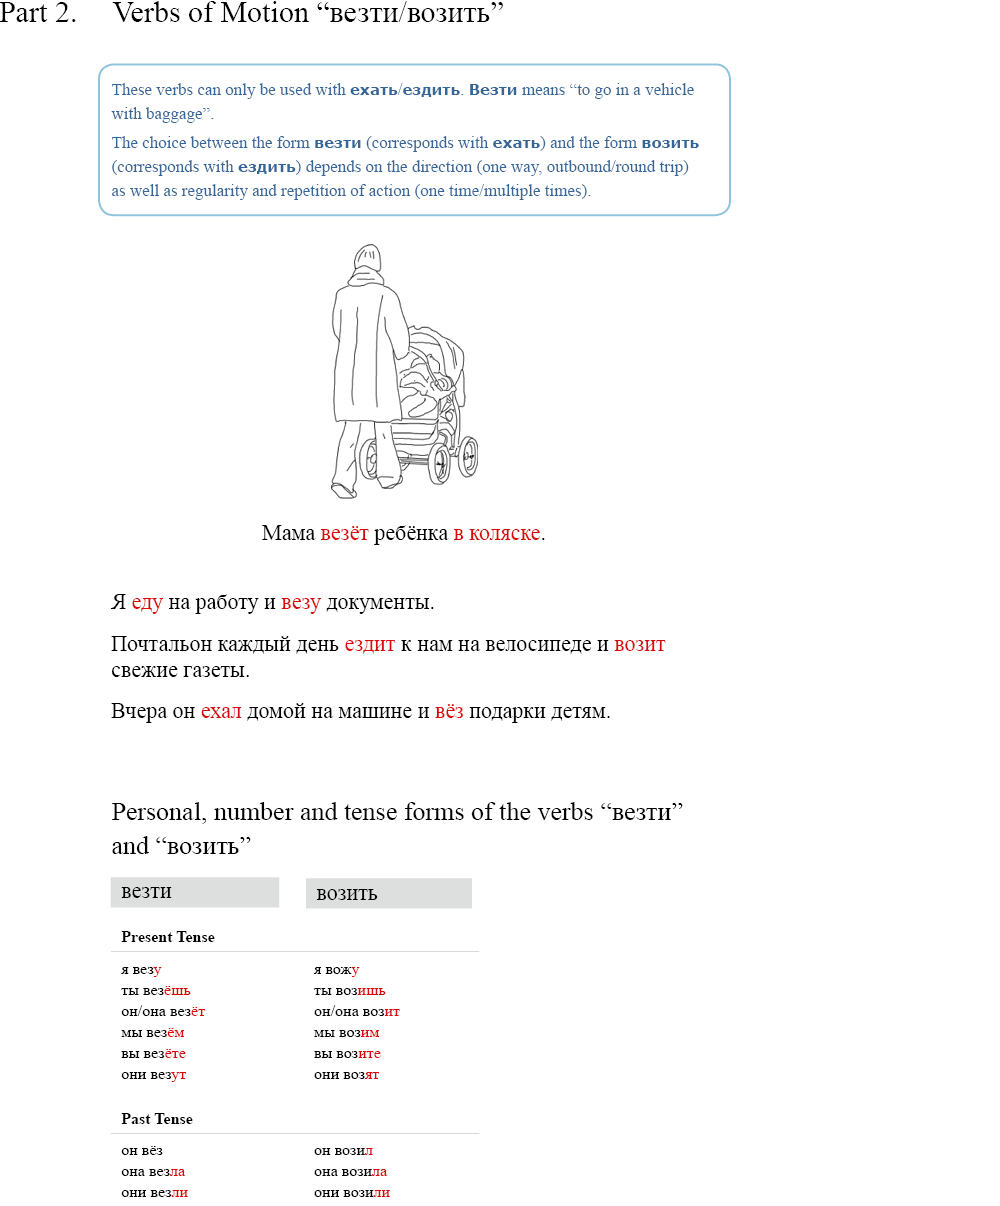 Part 2. Verbs of Motion “везти/возить”
These verbs can only be used with ехать/ездить. Везти means “to go in a vehicle
with baggage”.
The choice between the form везти (corresponds with ехать) and the form возить
(corresponds with ездить) depends on the direction (one way, outbound/round trip)
as well as regularity and repetition of action (one time/multiple times).
Мама везёт ребёнка в коляске.
Я еду на работу и везу документы.
Почтальон каждый день ездит к нам на велосипеде и возит
свежие газеты.
Вчера он ехал домой на машине и вёз подарки детям.
Personal, number and tense forms of the verbs “везти”
and “возить”
везти возить
Present Tense
я везу я вожу
ты везёшь ты возишь
он/она везёт он/она возит
мы везём мы возим
вы везёте вы возите
они везут они возят
Past Tense
он вёз он возил
она везла она возила
они везли они возили